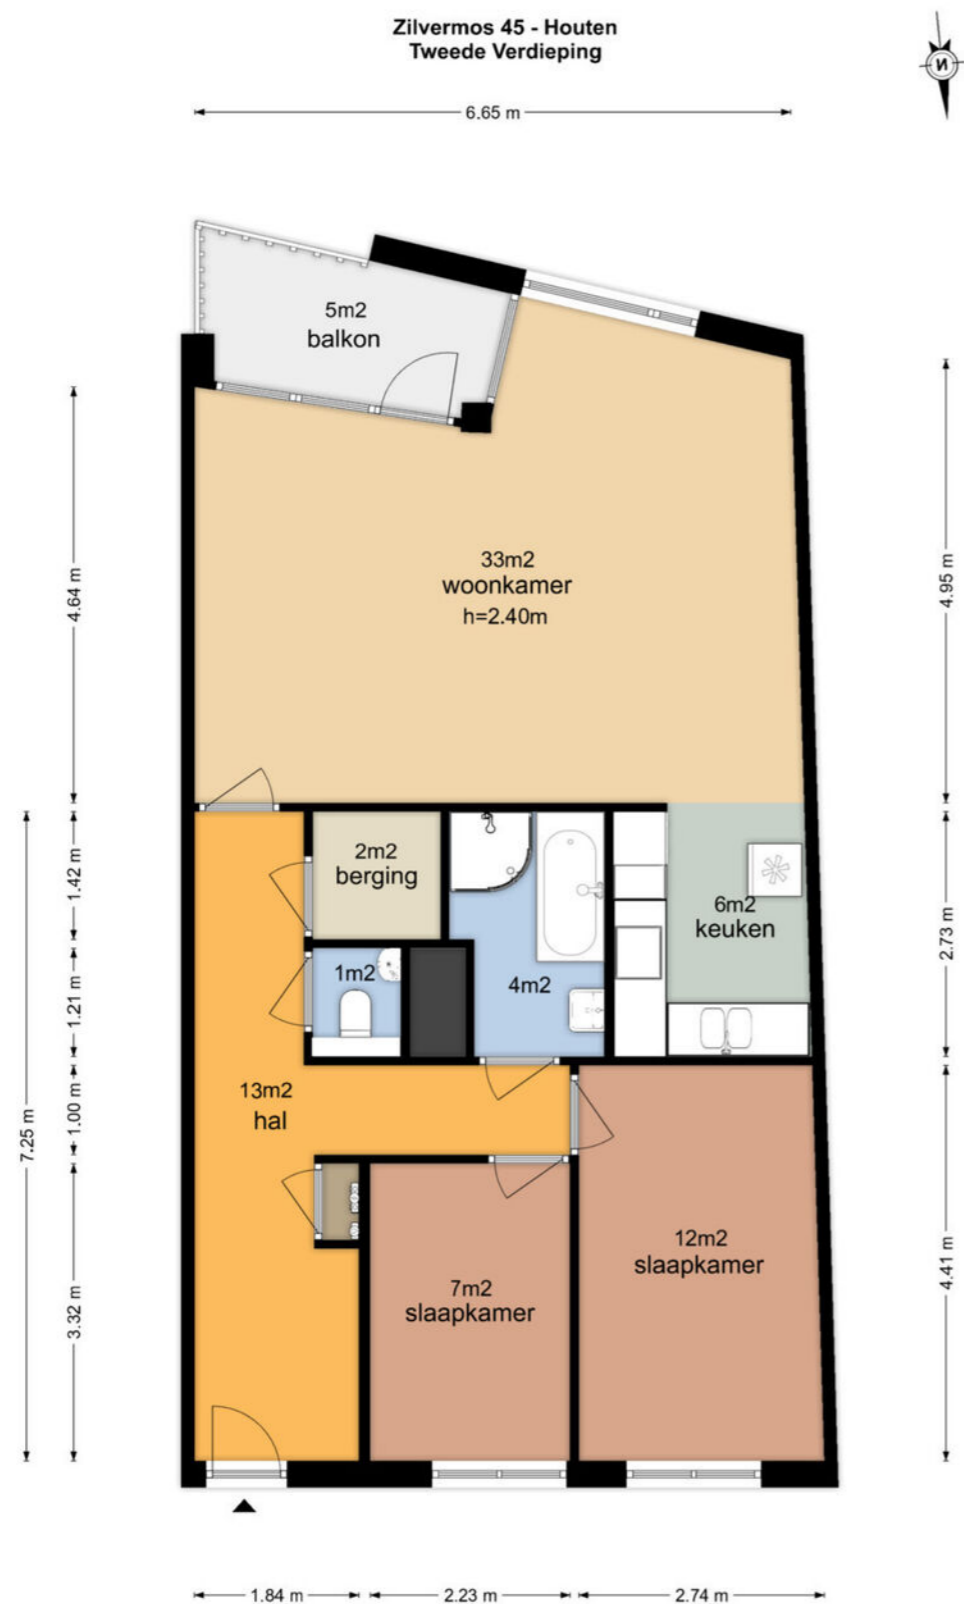 Zilvermos 45 - Houten
Tweede Verdieping
N
6.65 m
5m2
balkon
33m2
woonkamer
h=2.40m
4.64 m
4.95 m
2m2
berging
1.42 m
6m2
keuken
2.73 m
1m2
4m2
1.21 m
13m2
hal
1.00 m
7.25 m
12m2
slaapkamer
7m2
slaapkamer
3.32 m
4.41 m
1.84 m
2.23 m
2.74 m